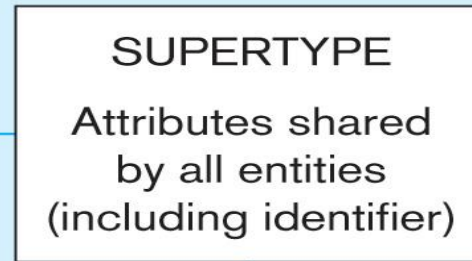 SUPERTYPE
Attributes shared
by all entities
(including identifier)